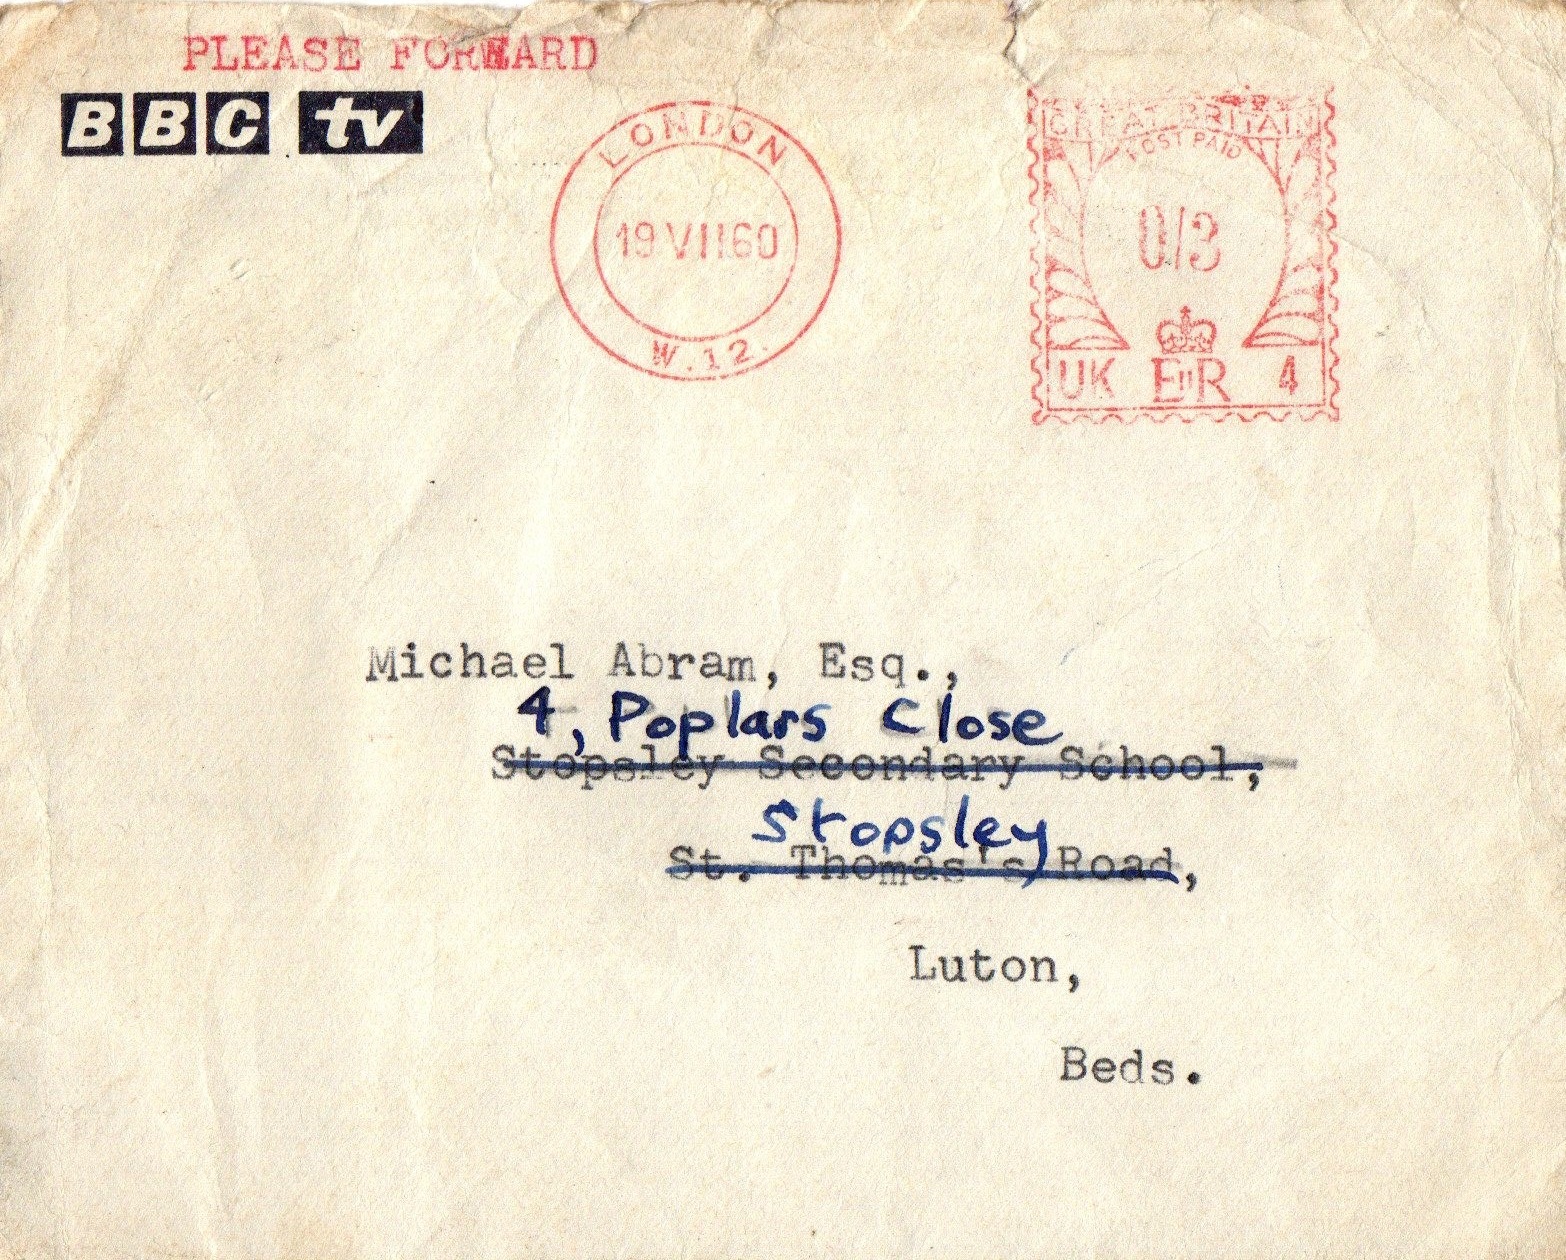 PLEASE FORWARD
BBC tv
LONDON
19 VII 60
W.12.
GREAT BRITAIN
POST PAID
0/3
UK EIIR 4
Michael Abram, Esq.,
4, Poplars Close
Stopsley Secondary School,
Stopsley
St. Thomas's Road,
Luton,
Beds.